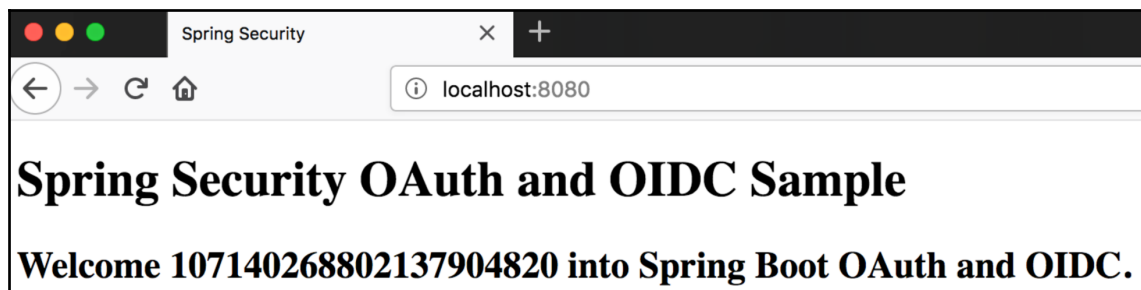 Spring Security
localhost:8080
Spring Security OAuth and OIDC Sample
Welcome 107140268802137904820 into Spring Boot OAuth and OIDC.